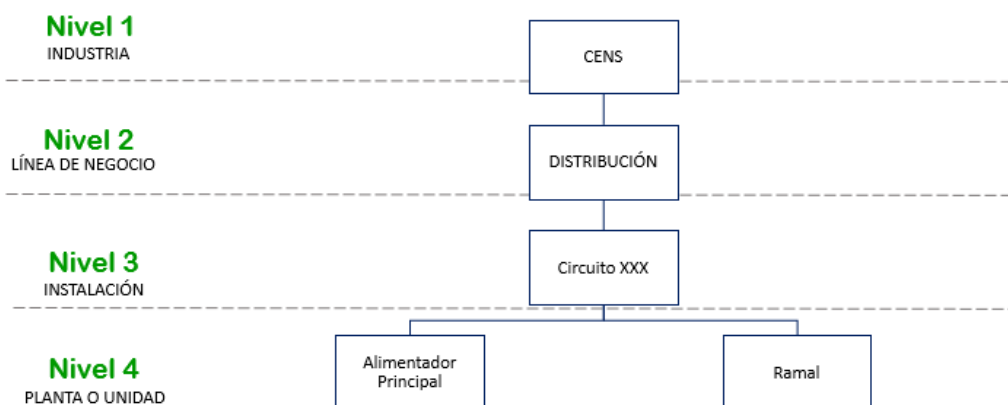 Nivel 1
INDUSTRIA
CENS
Nivel 2
LÍNEA DE NEGOCIO
DISTRIBUCIÓN
Nivel 3
INSTALACIÓN
Circuito XXX
Nivel 4
PLANTA O UNIDAD
Alimentador
Principal
Ramal